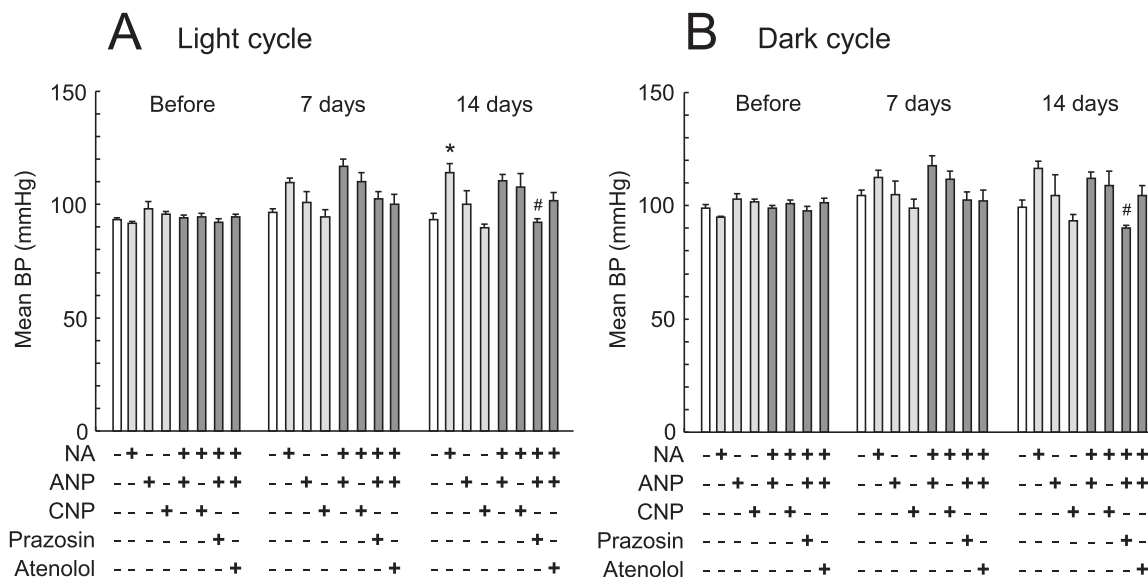 A Light cycle
Mean BP (mmHg)
150
100
50
0
Before 7 days 14 days
*
#
NA – + – – + + + + – + – – + + + + – + – – + + + +
ANP – – + – + – + + – – + – + – + + – – + – + – + +
CNP – – – + – + – – – – – + – + – – – – – + – + – –
Prazosin – – – – – – + – – – – – – – + – – – – – – – + –
Atenolol – – – – – – – + – – – – – – – + – – – – – – – +
B Dark cycle
Mean BP (mmHg)
150
100
50
0
Before 7 days 14 days
#
NA – + – – + + + + – + – – + + + + – + – – + + + +
ANP – – + – + – + + – – + – + – + + – – + – + – + +
CNP – – – + – + – – – – – + – + – – – – – + – + – –
Prazosin – – – – – – + – – – – – – – + – – – – – – – + –
Atenolol – – – – – – – + – – – – – – – + – – – – – – – +